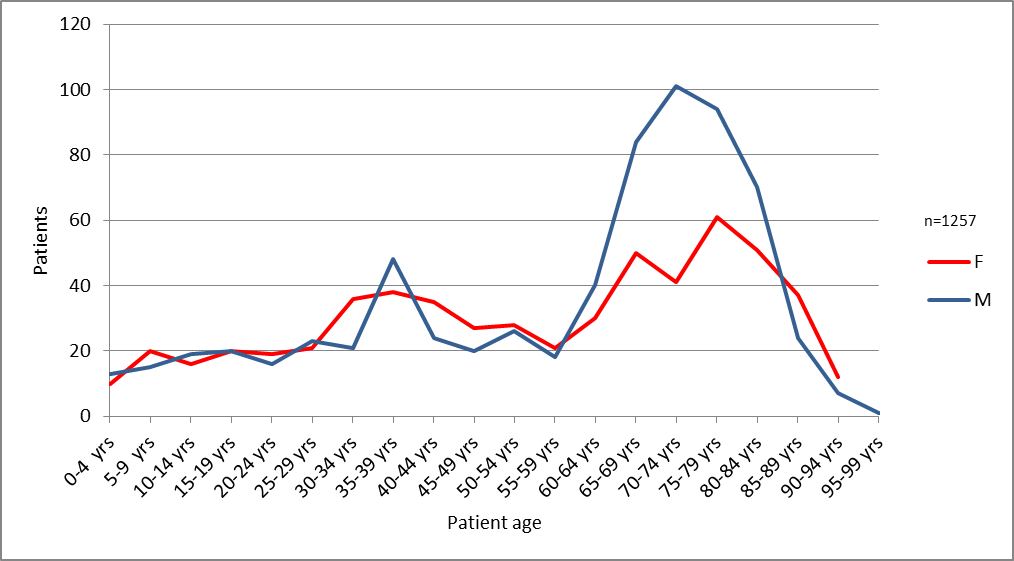 120
100
80
60
40
20
0
Patients
0-4 yrs
5-9 yrs
10-14 yrs
15-19 yrs
20-24 yrs
25-29 yrs
30-34 yrs
35-39 yrs
40-44 yrs
45-49 yrs
50-54 yrs
55-59 yrs
60-64 yrs
65-69 yrs
70-74 yrs
75-79 yrs
80-84 yrs
85-89 yrs
90-94 yrs
95-99 yrs
Patient age
n=1257
F
M